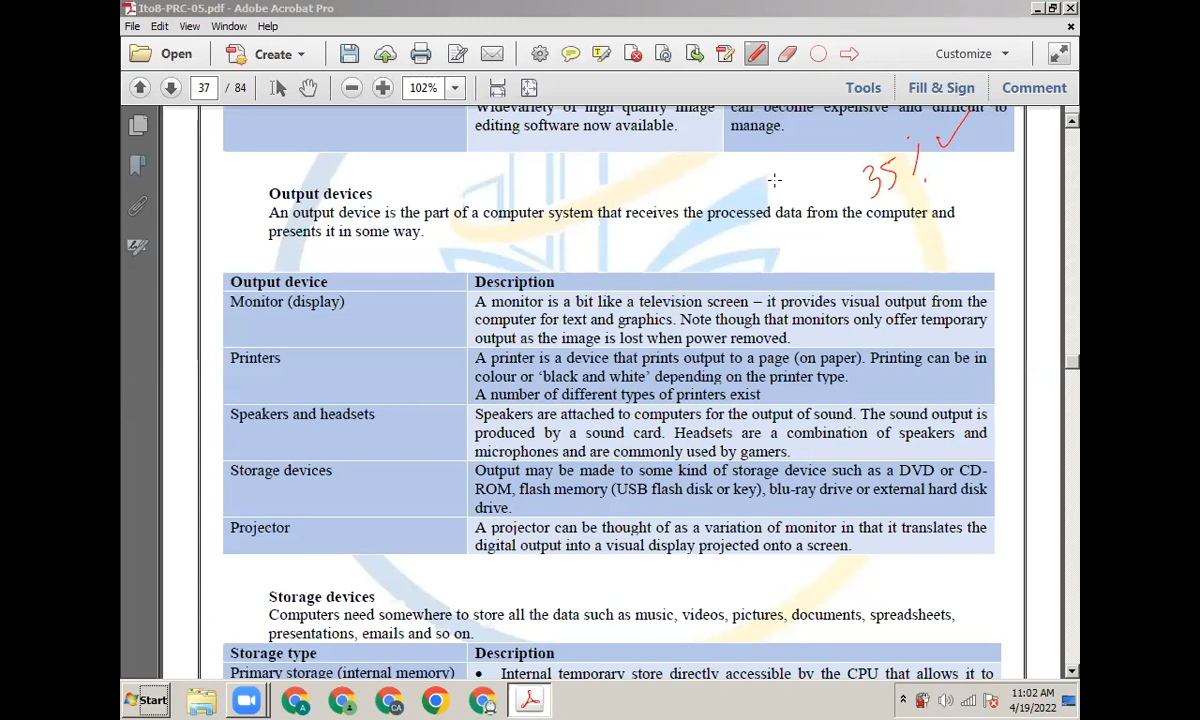 ItoB-PRC-05.pdf - Adobe Acrobat Pro
File Edit View Window Help
Open Create Customize
37 / 84 102% Tools Fill & Sign Comment
Widevariety of high quality image
editing software now available.
can become expensive and difficult to
manage.
35%
Output devices
An output device is the part of a computer system that receives the processed data from the computer and
presents it in some way.
Output device Description
Monitor (display) A monitor is a bit like a television screen – it provides visual output from the
computer for text and graphics. Note though that monitors only offer temporary
output as the image is lost when power removed.
Printers A printer is a device that prints output to a page (on paper). Printing can be in
colour or ‘black and white’ depending on the printer type.
A number of different types of printers exist
Speakers and headsets Speakers are attached to computers for the output of sound. The sound output is
produced by a sound card. Headsets are a combination of speakers and
microphones and are commonly used by gamers.
Storage devices Output may be made to some kind of storage device such as a DVD or CD-
ROM, flash memory (USB flash disk or key), blu-ray drive or external hard disk
drive.
Projector A projector can be thought of as a variation of monitor in that it translates the
digital output into a visual display projected onto a screen.
Storage devices
Computers need somewhere to store all the data such as music, videos, pictures, documents, spreadsheets,
presentations, emails and so on.
Storage type Description
Primary storage (internal memory) • Internal temporary store directly accessible by the CPU that allows it to
Start 11:02 AM
4/19/2022